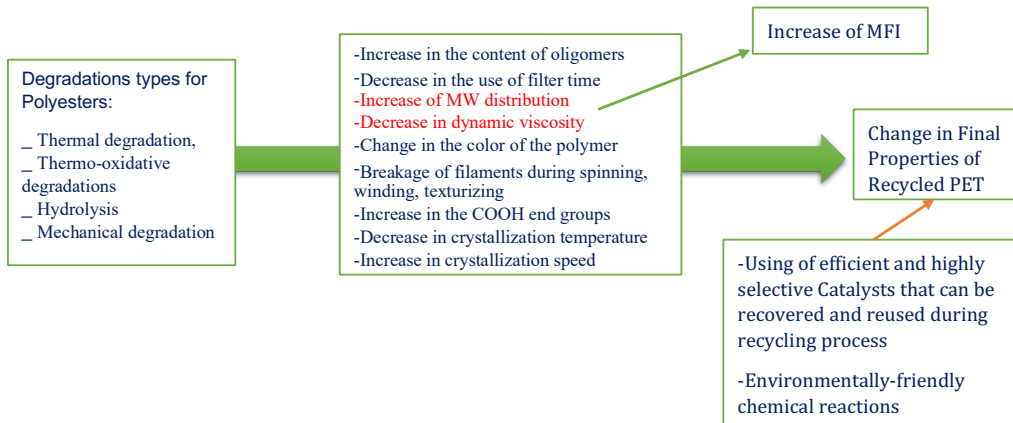 Degradations types for
Polyesters:
_ Thermal degradation,
_ Thermo-oxidative
degradations
_ Hydrolysis
_ Mechanical degradation
-Increase in the content of oligomers
-Decrease in the use of filter time
-Increase of MW distribution
-Decrease in dynamic viscosity
-Change in the color of the polymer
-Breakage of filaments during spinning,
winding, texturizing
-Increase in the COOH end groups
-Decrease in crystallization temperature
-Increase in crystallization speed
Increase of MFI
Change in Final
Properties of
Recycled PET
-Using of efficient and highly
selective Catalysts that can be
recovered and reused during
recycling process
-Environmentally-friendly
chemical reactions